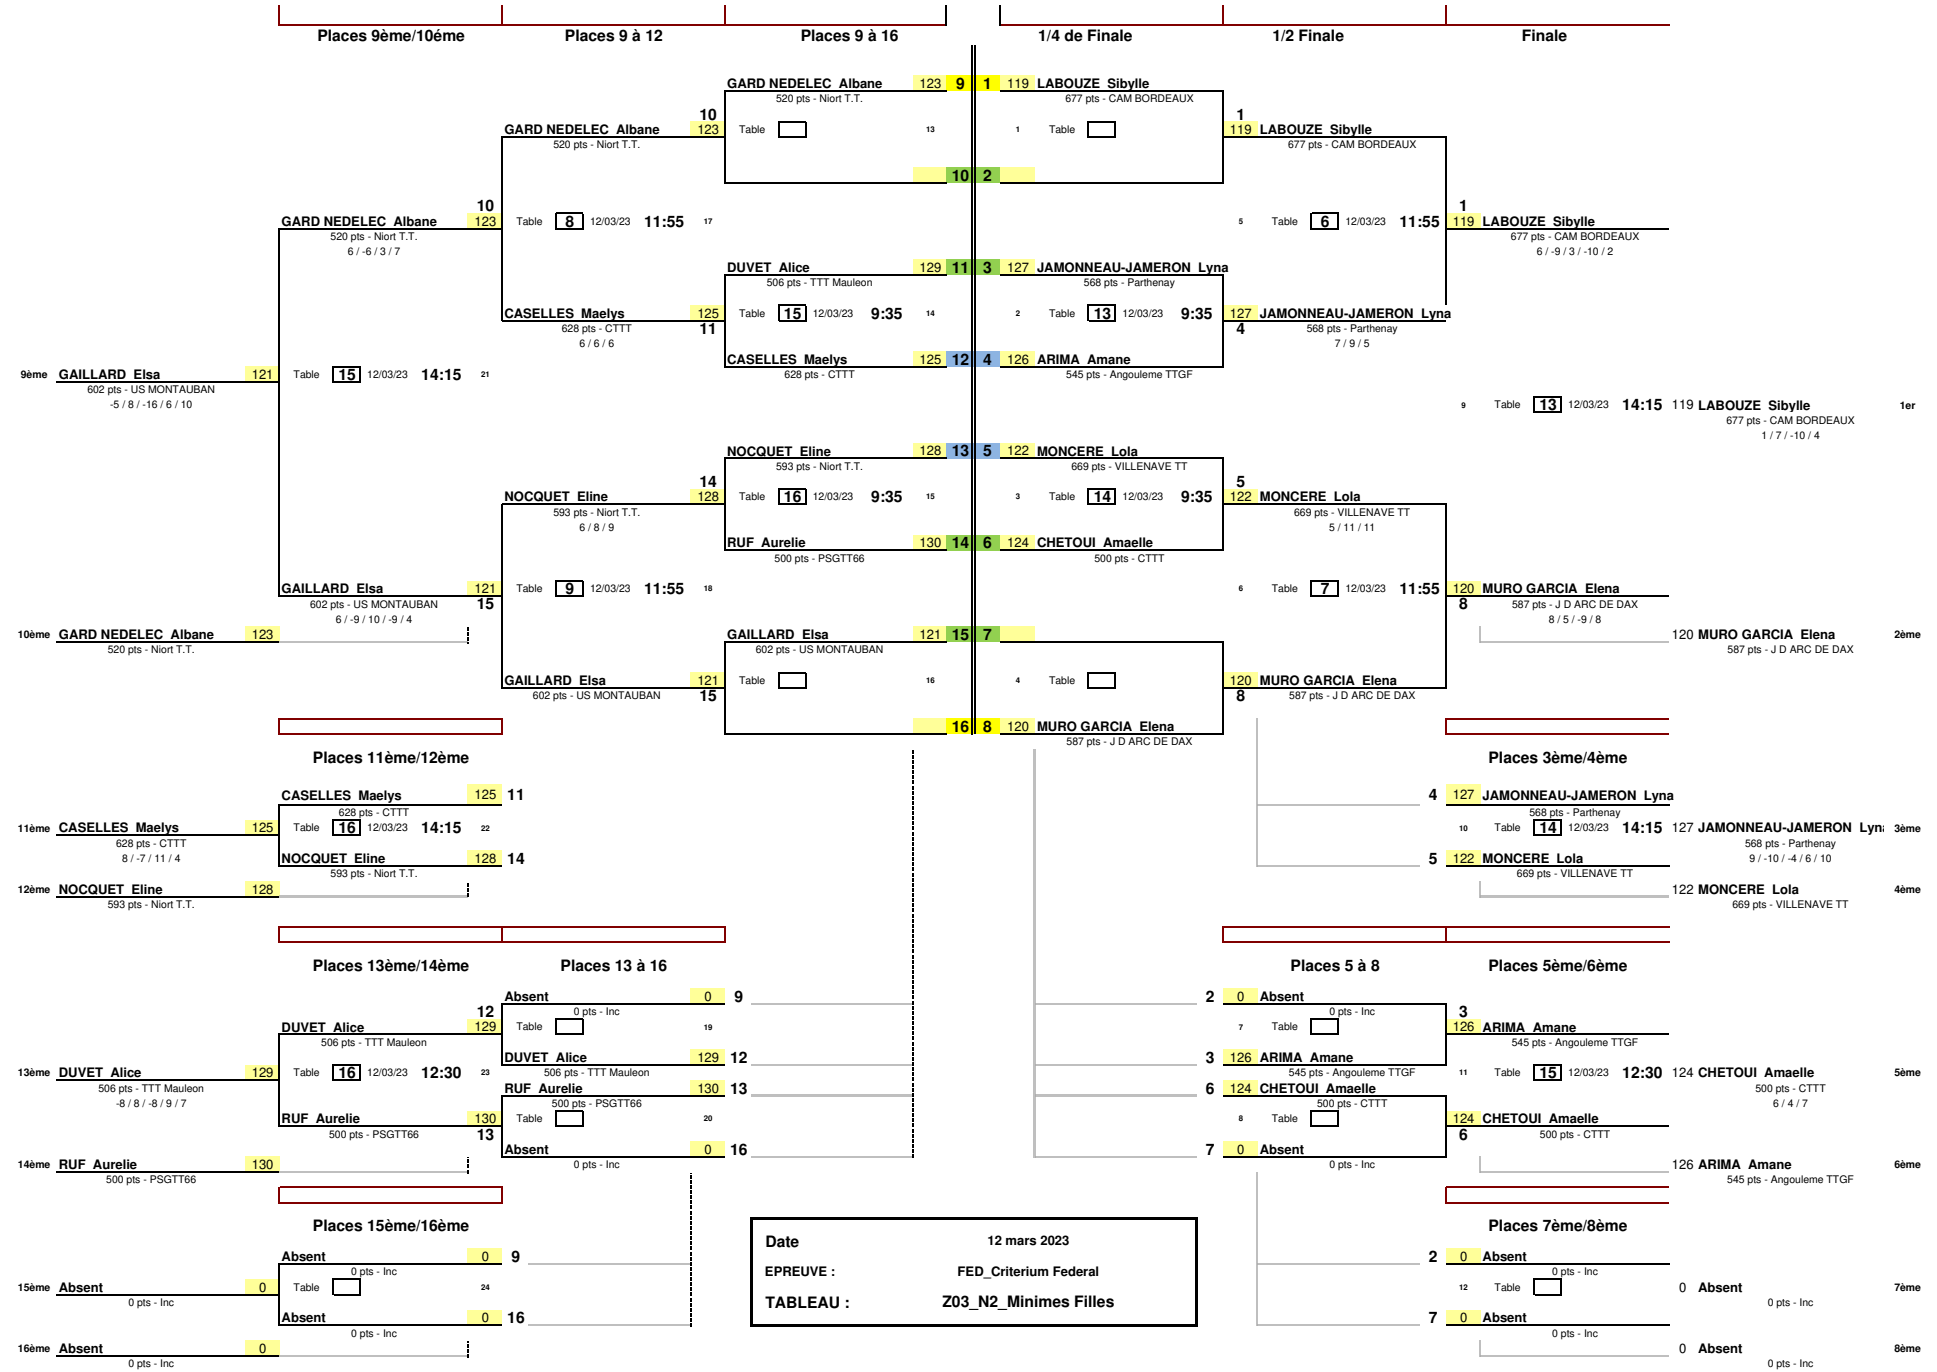 Places 9ème/10éme Places 9 à 12 Places 9 à 16 1/4 de Finale 1/2 Finale Finale
GARD NEDELEC Albane 123 9 1 119 LABOUZE Sibylle
520 pts - Niort T.T. 677 pts - CAM BORDEAUX
10 1
GARD NEDELEC Albane 123 Table 13 1 Table 119 LABOUZE Sibylle
520 pts - Niort T.T. 677 pts - CAM BORDEAUX
10 2
10 1
GARD NEDELEC Albane 123 Table 8 12/03/23 11:55 17 5 Table 6 12/03/23 11:55 119 LABOUZE Sibylle
520 pts - Niort T.T. 677 pts - CAM BORDEAUX
6 / -6 / 3 / 7 6 / -9 / 3 / -10 / 2
DUVET Alice 129 11 3 127 JAMONNEAU-JAMERON Lyna
506 pts - TTT Mauleon 568 pts - Parthenay
CASELLES Maelys 125 Table 15 12/03/23 9:35 14 2 Table 13 12/03/23 9:35 127 JAMONNEAU-JAMERON Lyna
628 pts - CTTT 11 4 568 pts - Parthenay
6 / 6 / 6 7 / 9 / 5
CASELLES Maelys 125 12 4 126 ARIMA Amane
628 pts - CTTT 545 pts - Angouleme TTGF
9ème GAILLARD Elsa 121 Table 15 12/03/23 14:15 21
602 pts - US MONTAUBAN
-5 / 8 / -16 / 6 / 10
9 Table 13 12/03/23 14:15 119 LABOUZE Sibylle 1er
677 pts - CAM BORDEAUX
1 / 7 / -10 / 4
NOCQUET Eline 128 13 5 122 MONCERE Lola
593 pts - Niort T.T. 669 pts - VILLENAVE TT
14 5
NOCQUET Eline 128 Table 16 12/03/23 9:35 15 3 Table 14 12/03/23 9:35 122 MONCERE Lola
593 pts - Niort T.T. 669 pts - VILLENAVE TT
6 / 8 / 9 5 / 11 / 11
RUF Aurelie 130 14 6 124 CHETOUI Amaelle
500 pts - PSGTT66 500 pts - CTTT
GAILLARD Elsa 121 Table 9 12/03/23 11:55 18 6 Table 7 12/03/23 11:55 120 MURO GARCIA Elena
602 pts - US MONTAUBAN 15 8 587 pts - J D ARC DE DAX
6 / -9 / 10 / -9 / 4 8 / 5 / -9 / 8
10ème GARD NEDELEC Albane 123 GAILLARD Elsa 121 15 7 120 MURO GARCIA Elena 2ème
520 pts - Niort T.T. 602 pts - US MONTAUBAN 587 pts - J D ARC DE DAX
GAILLARD Elsa 121 Table 16 4 Table 120 MURO GARCIA Elena
602 pts - US MONTAUBAN 15 8 587 pts - J D ARC DE DAX
16 8 120 MURO GARCIA Elena
587 pts - J D ARC DE DAX
Places 11ème/12ème Places 3ème/4ème
CASELLES Maelys 125 11 4 127 JAMONNEAU-JAMERON Lyna
628 pts - CTTT 568 pts - Parthenay
11ème CASELLES Maelys 125 Table 16 12/03/23 14:15 22 10 Table 14 12/03/23 14:15 127 JAMONNEAU-JAMERON Lyn 3ème
628 pts - CTTT 568 pts - Parthenay
8 / -7 / 11 / 4 9 / -10 / -4 / 6 / 10
NOCQUET Eline 128 14 5 122 MONCERE Lola
593 pts - Niort T.T. 669 pts - VILLENAVE TT
12ème NOCQUET Eline 128 122 MONCERE Lola 4ème
593 pts - Niort T.T. 669 pts - VILLENAVE TT
Places 13ème/14ème Places 13 à 16 Places 5 à 8 Places 5ème/6ème
Absent 0 9 2 0 Absent
0 pts - Inc 0 pts - Inc
12 3
DUVET Alice 129 Table 19 7 Table 126 ARIMA Amane
506 pts - TTT Mauleon 545 pts - Angouleme TTGF
DUVET Alice 129 12 3 126 ARIMA Amane
506 pts - TTT Mauleon 545 pts - Angouleme TTGF
13ème DUVET Alice 129 Table 16 12/03/23 12:30 23 11 Table 15 12/03/23 12:30 124 CHETOUI Amaelle 5ème
506 pts - TTT Mauleon 500 pts - CTTT
-8 / 8 / -8 / 9 / 7 6 / 4 / 7
RUF Aurelie 130 13 6 124 CHETOUI Amaelle
500 pts - PSGTT66 500 pts - CTTT
RUF Aurelie 130 Table 20 8 Table 124 CHETOUI Amaelle
500 pts - PSGTT66 13 6 500 pts - CTTT
Absent 0 16 7 0 Absent
0 pts - Inc 0 pts - Inc
14ème RUF Aurelie 130 126 ARIMA Amane 6ème
500 pts - PSGTT66 545 pts - Angouleme TTGF
Places 15ème/16ème Places 7ème/8ème
Date 12 mars 2023
Absent 0 9 2 0 Absent
0 pts - Inc 0 pts - Inc
EPREUVE : FED_Criterium Federal
15ème Absent 0 Table 24 12 Table 0 Absent 7ème
0 pts - Inc 0 pts - Inc
TABLEAU : Z03_N2_Minimes Filles
Absent 0 16 7 0 Absent
0 pts - Inc 0 pts - Inc
16ème Absent 0 0 Absent 8ème
0 pts - Inc 0 pts - Inc